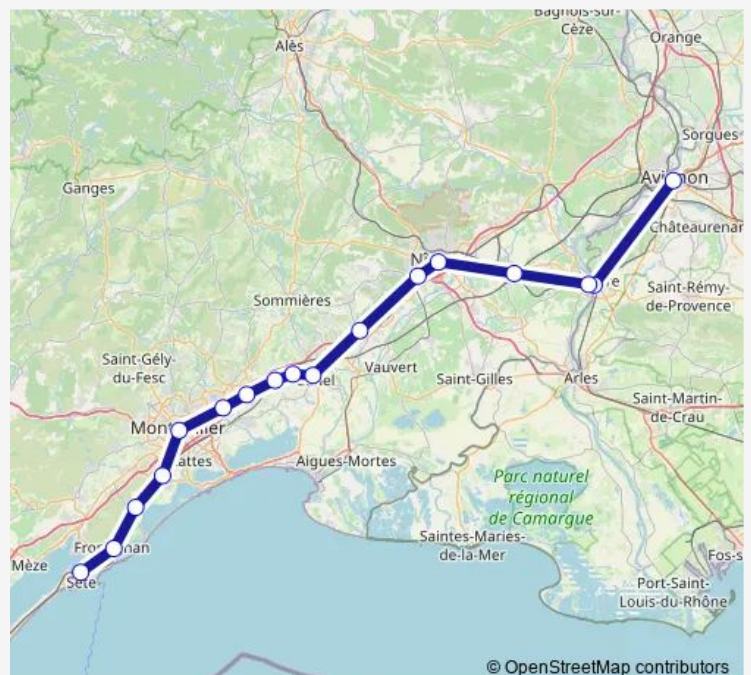 Bagnols-sur-
Cèze
Orange
Alès
Sorgues
Avignon
Ganges
Châteaurenar
Sommières
Saint-Rémy-
de-Provence
Saint-Gély-
du-Fesc
Vauvert
Saint-Gilles
Arles
Saint-Martin-
de-Crau
Aigues-Mortes
Parc naturel
régional
de Camargue
Saintes-Maries-
de-la-Mer
Mèze
Sète
Fos-s
Port-Saint-
Louis-du-Rhône
© OpenStreetMap contributors